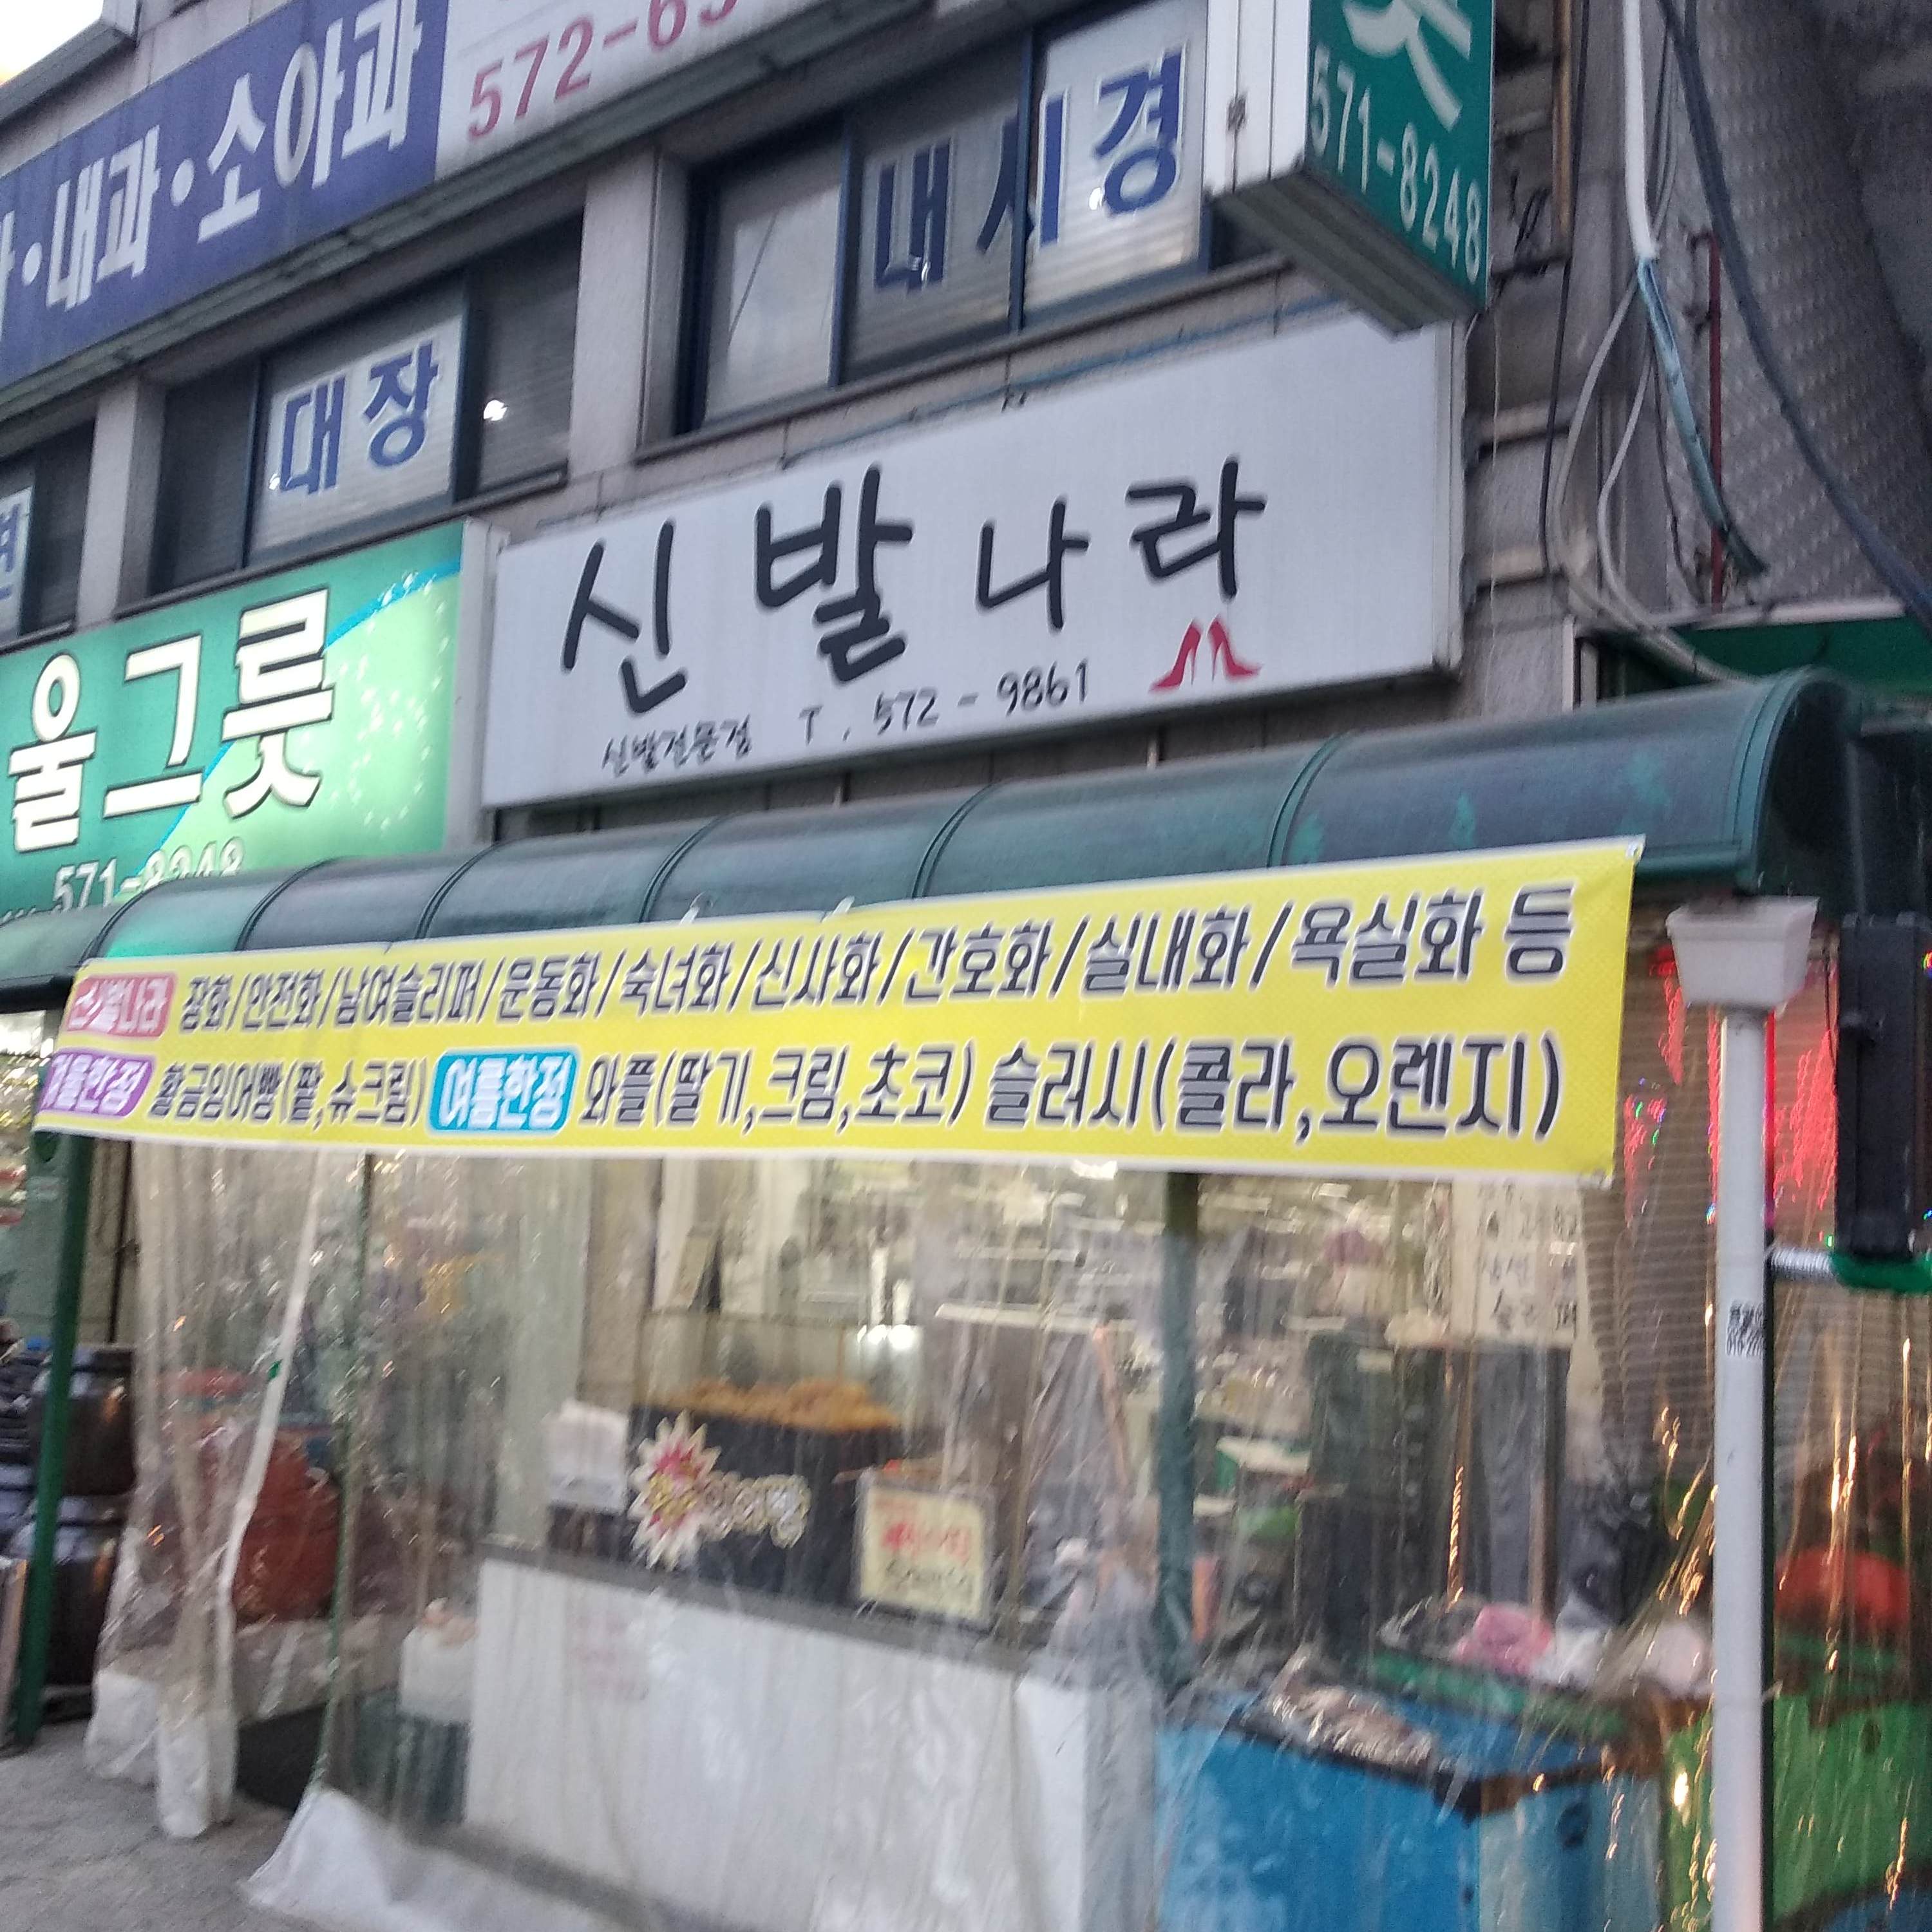 내과·소아과
572-6
571-8248
내시경
대장
울그릇
571-8248
신발나라
신발전문점 T. 572-9861
신발나라 장화/안전화/남여슬리퍼/운동화/숙녀화/신사화/간호화/실내화/욕실화 등
겨울한정 황금잉어빵(팥,슈크림) 여름한정 와플(딸기,크림,초코) 슬러시(콜라,오렌지)